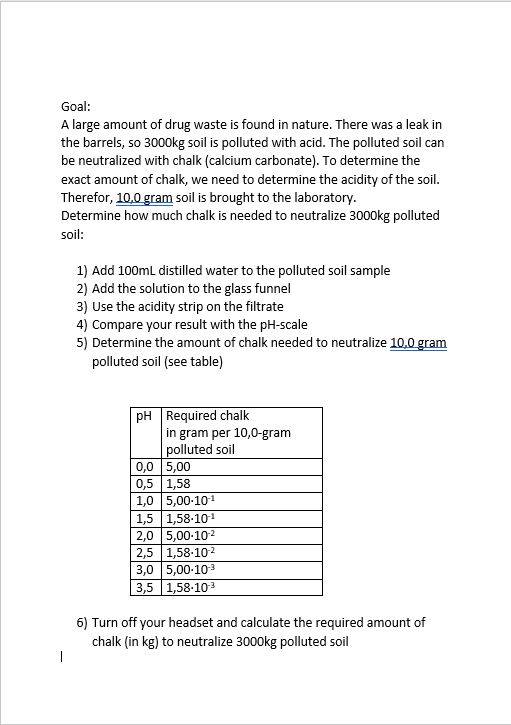 Goal:
A large amount of drug waste is found in nature. There was a leak in
the barrels, so 3000kg soil is polluted with acid. The polluted soil can
be neutralized with chalk (calcium carbonate). To determine the
exact amount of chalk, we need to determine the acidity of the soil.
Therefor, 10,0 gram soil is brought to the laboratory.
Determine how much chalk is needed to neutralize 3000kg polluted
soil:
1) Add 100mL distilled water to the polluted soil sample
2) Add the solution to the glass funnel
3) Use the acidity strip on the filtrate
4) Compare your result with the pH-scale
5) Determine the amount of chalk needed to neutralize 10,0 gram
polluted soil (see table)
pH Required chalk
in gram per 10,0-gram
polluted soil
0,0 5,00
0,5 1,58
1,0 5,00·10⁻¹
1,5 1,58·10⁻¹
2,0 5,00·10⁻²
2,5 1,58·10⁻²
3,0 5,00·10⁻³
3,5 1,58·10⁻³
6) Turn off your headset and calculate the required amount of
chalk (in kg) to neutralize 3000kg polluted soil